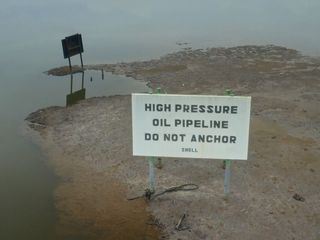 HIGH PRESSURE
OIL PIPELINE
DO NOT ANCHOR
SHELL